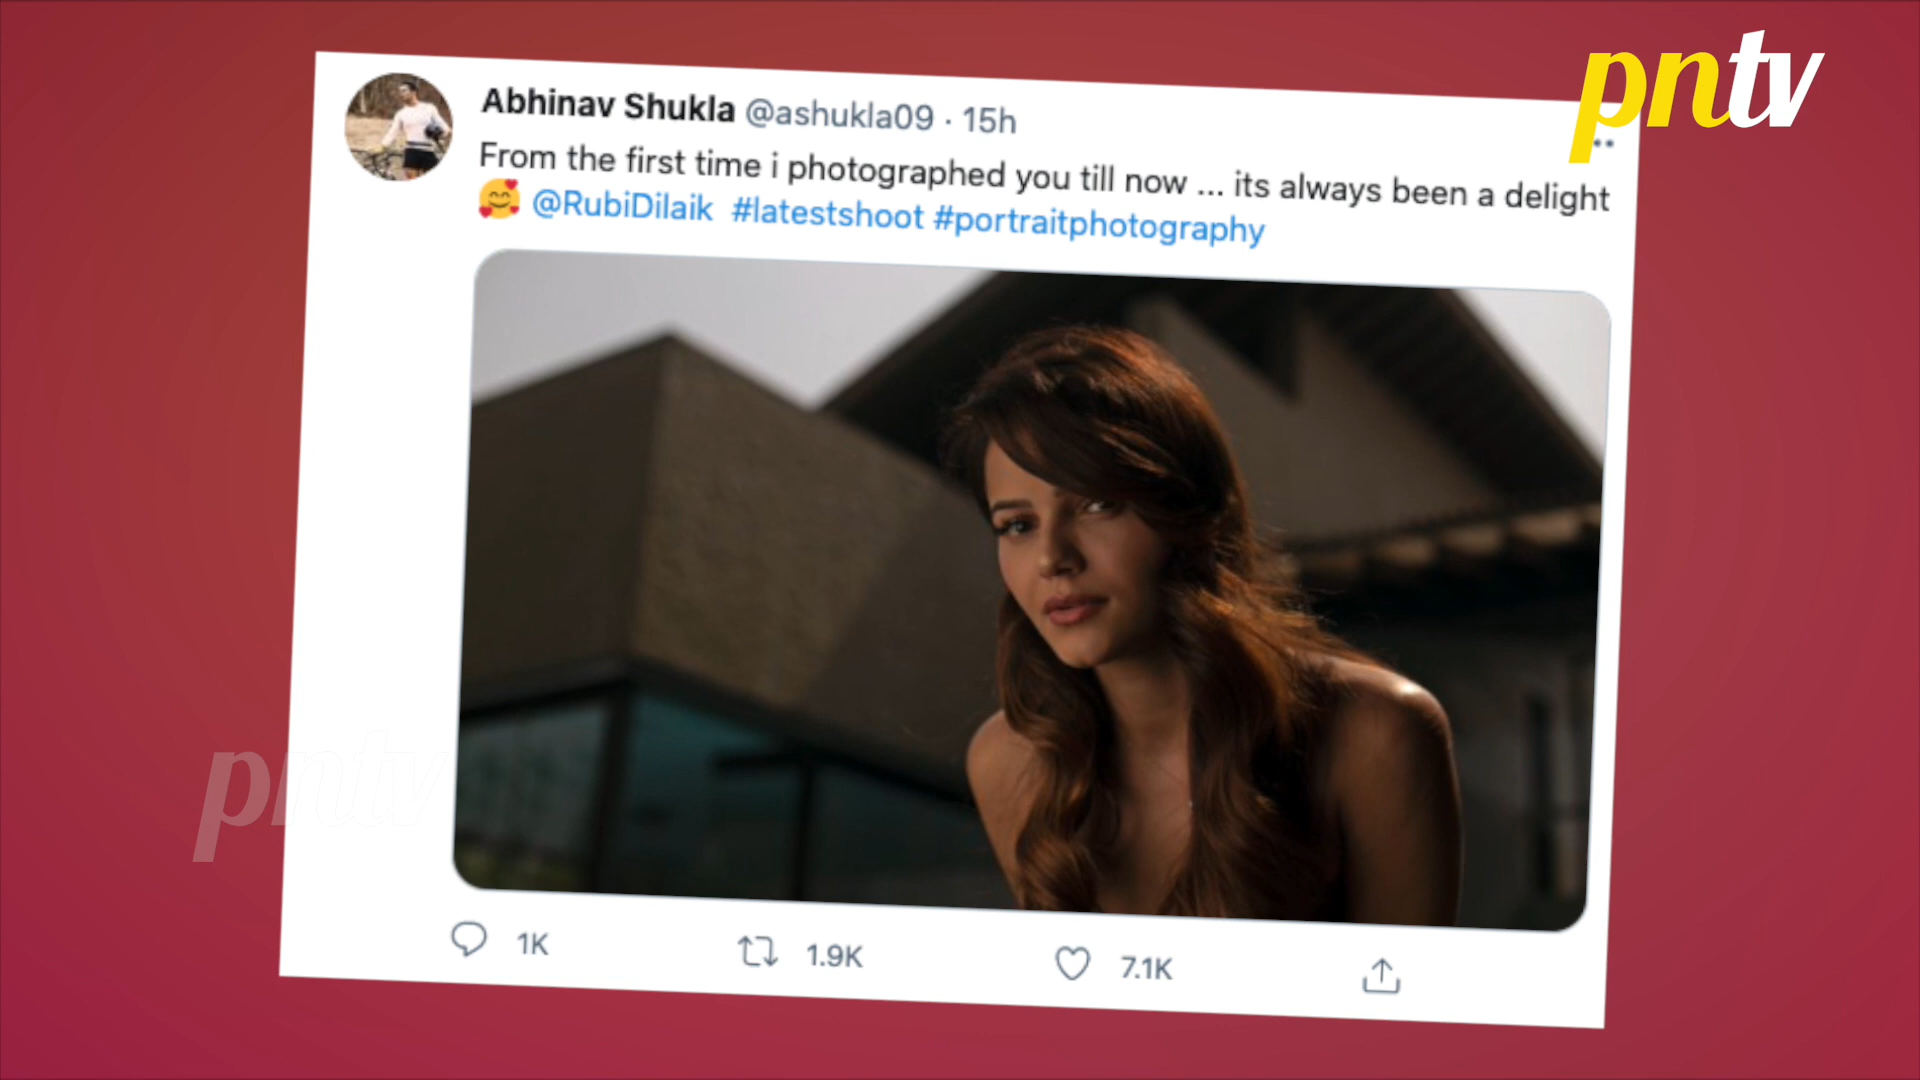 pntv
Abhinav Shukla @ashukla09 · 15h
From the first time i photographed you till now ... its always been a delight
🥰 @RubiDilaik #latestshoot #portraitphotography
pntv
1K 1.9K 7.1K